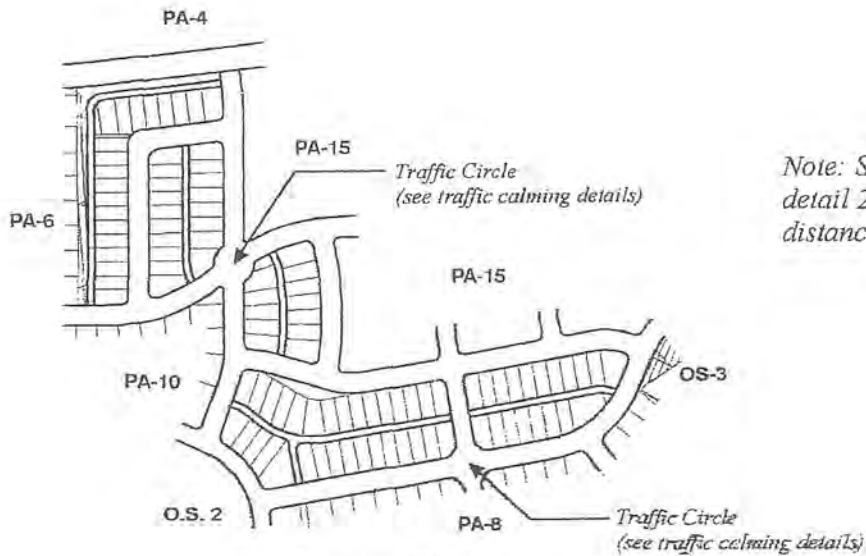 PA-4
PA-15
Traffic Circle
(see traffic calming details)
Note: S
detail 2
distanc
PA-6
PA-15
PA-10
OS-3
O.S. 2
PA-8
Traffic Circle
(see traffic calming details)